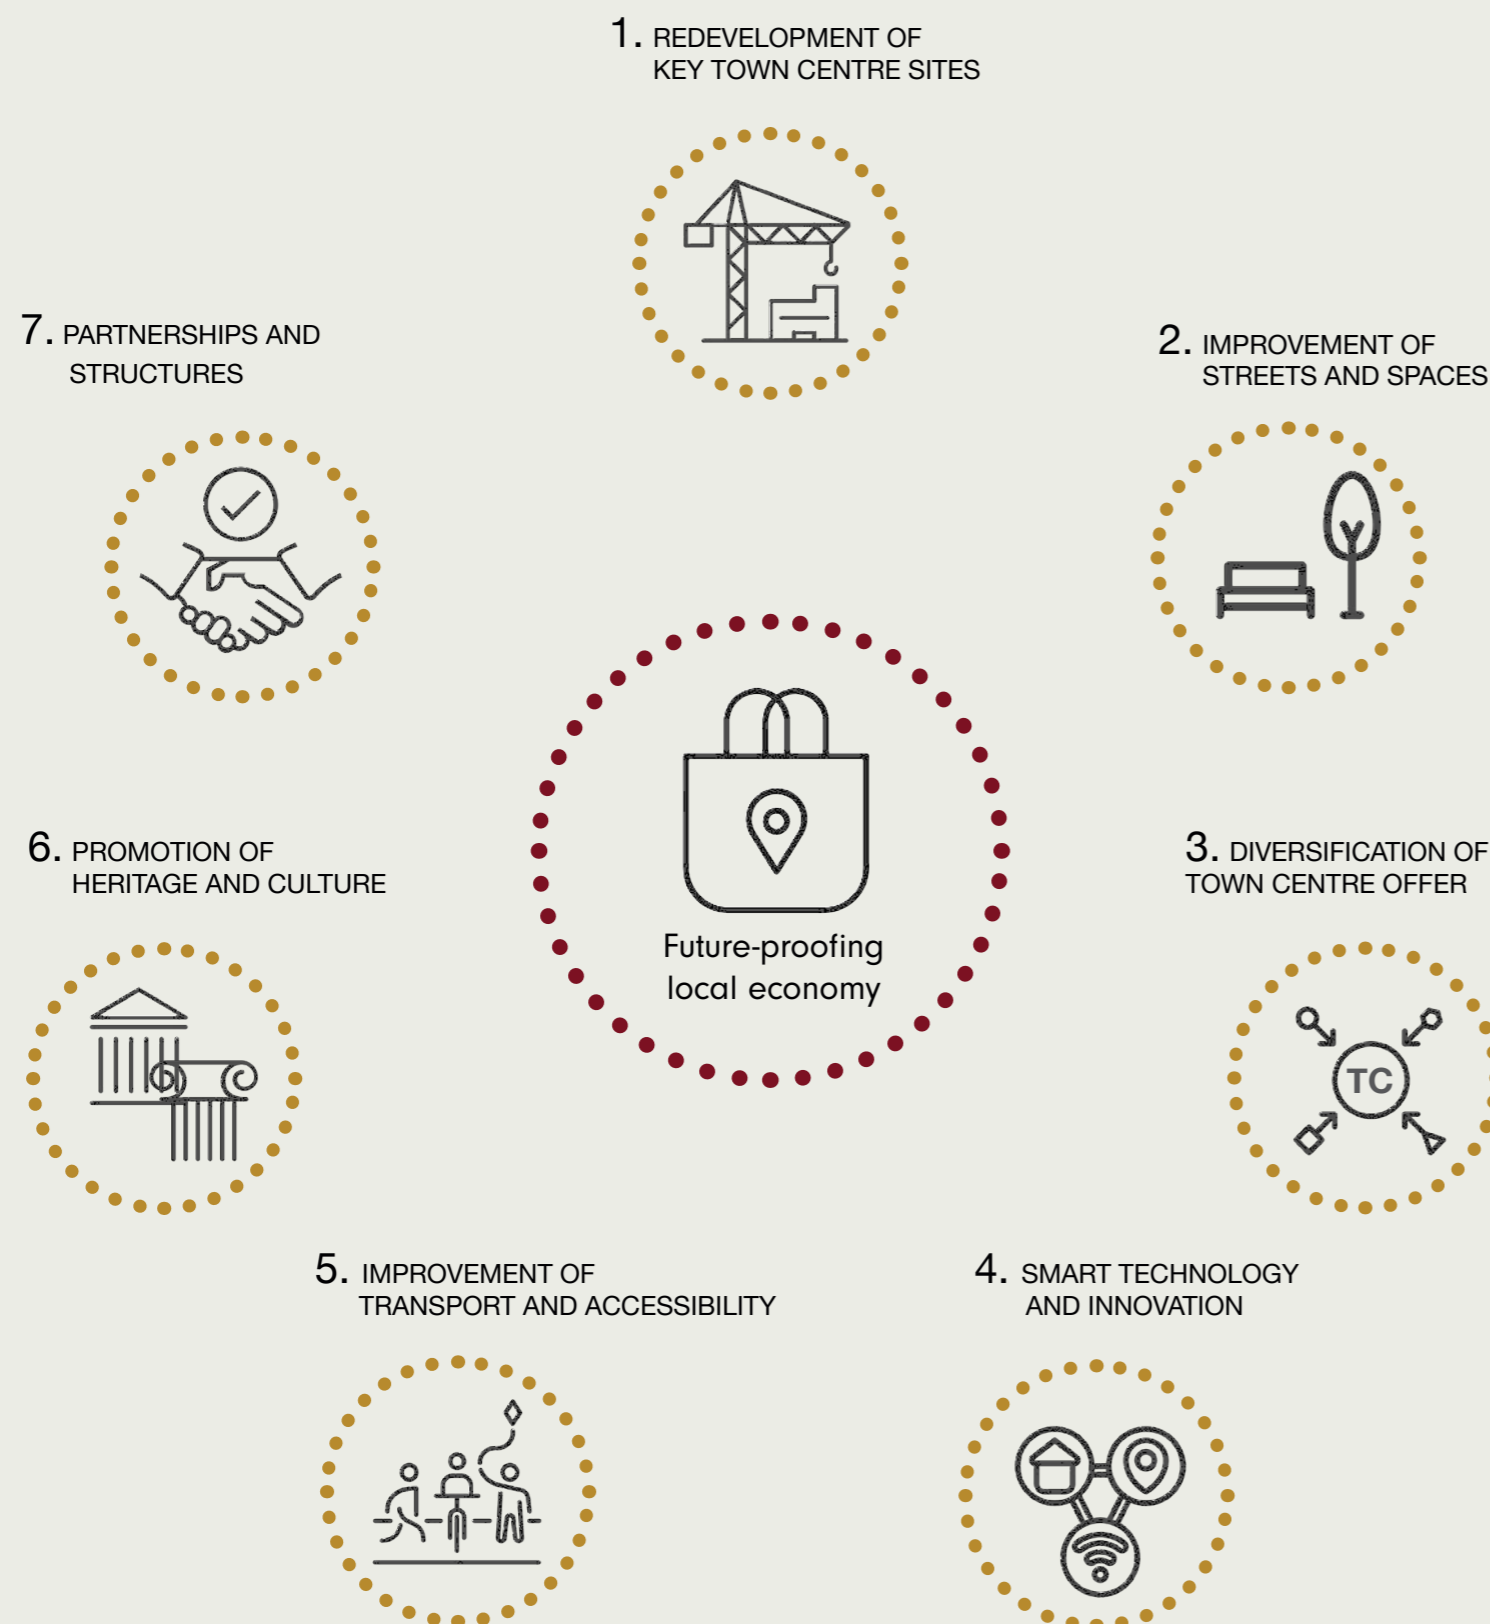 1. REDEVELOPMENT OF
KEY TOWN CENTRE SITES
2. IMPROVEMENT OF
STREETS AND SPACES
3. DIVERSIFICATION OF
TOWN CENTRE OFFER
TC
4. SMART TECHNOLOGY
AND INNOVATION
5. IMPROVEMENT OF
TRANSPORT AND ACCESSIBILITY
6. PROMOTION OF
HERITAGE AND CULTURE
7. PARTNERSHIPS AND
STRUCTURES
Future-proofing
local economy